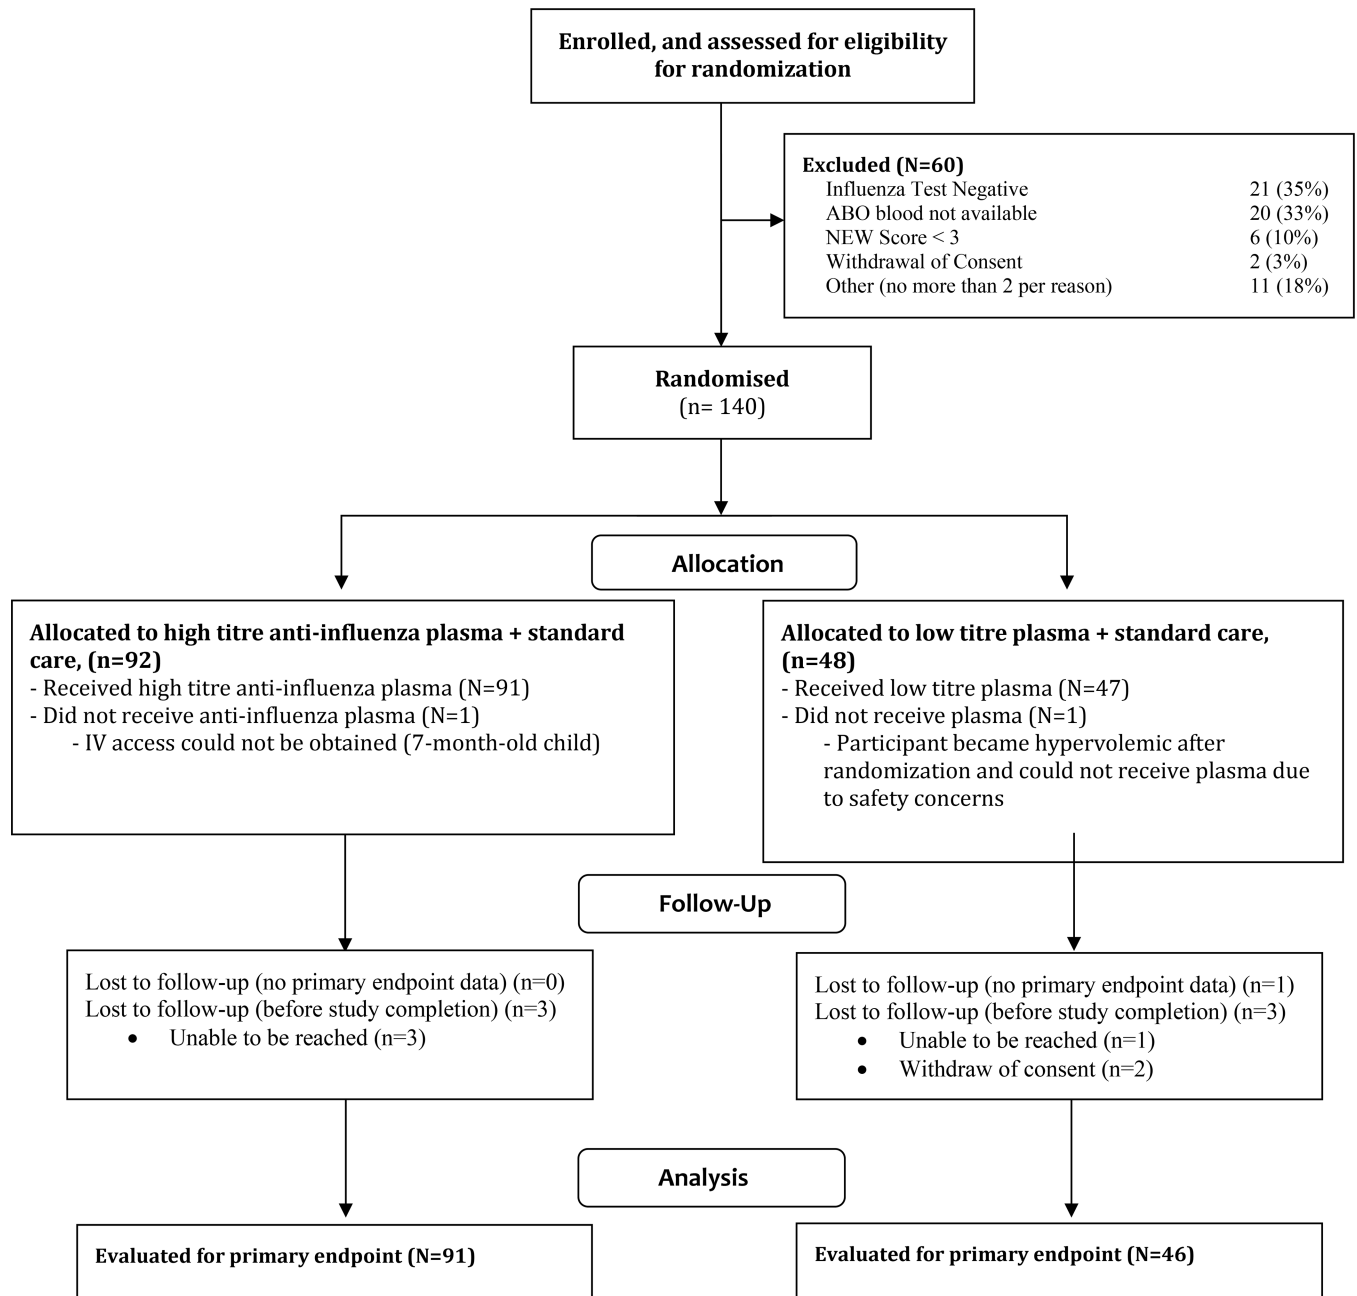 Enrolled, and assessed for eligibility
for randomization
Excluded (N=60)
Influenza Test Negative 21 (35%)
ABO blood not available 20 (33%)
NEW Score < 3 6 (10%)
Withdrawal of Consent 2 (3%)
Other (no more than 2 per reason) 11 (18%)
Randomised
(n= 140)
Allocation
Allocated to high titre anti-influenza plasma + standard
care, (n=92)
- Received high titre anti-influenza plasma (N=91)
- Did not receive anti-influenza plasma (N=1)
- IV access could not be obtained (7-month-old child)
Allocated to low titre plasma + standard care,
(n=48)
- Received low titre plasma (N=47)
- Did not receive plasma (N=1)
- Participant became hypervolemic after
randomization and could not receive plasma due
to safety concerns
Follow-Up
Lost to follow-up (no primary endpoint data) (n=0)
Lost to follow-up (before study completion) (n=3)
• Unable to be reached (n=3)
Lost to follow-up (no primary endpoint data) (n=1)
Lost to follow-up (before study completion) (n=3)
• Unable to be reached (n=1)
• Withdraw of consent (n=2)
Analysis
Evaluated for primary endpoint (N=91)
Evaluated for primary endpoint (N=46)